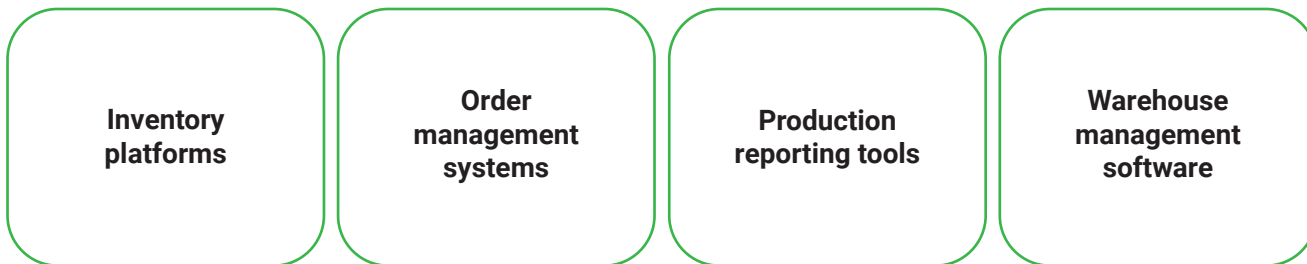 Inventory
platforms
Order
management
systems
Production
reporting tools
Warehouse
management
software